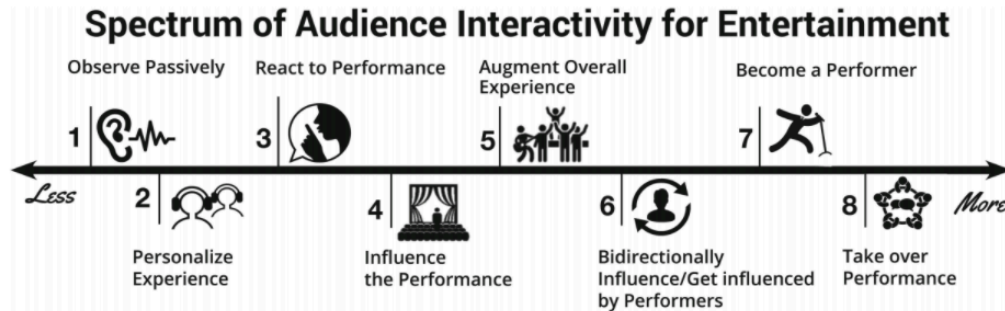 Spectrum of Audience Interactivity for Entertainment
Observe Passively
React to Performance
Augment Overall
Experience
Become a Performer
1
3
5
7
Less
2
4
6
8
More
Personalize
Experience
Influence
the Performance
Bidirectionally
Influence/Get influenced
by Performers
Take over
Performance